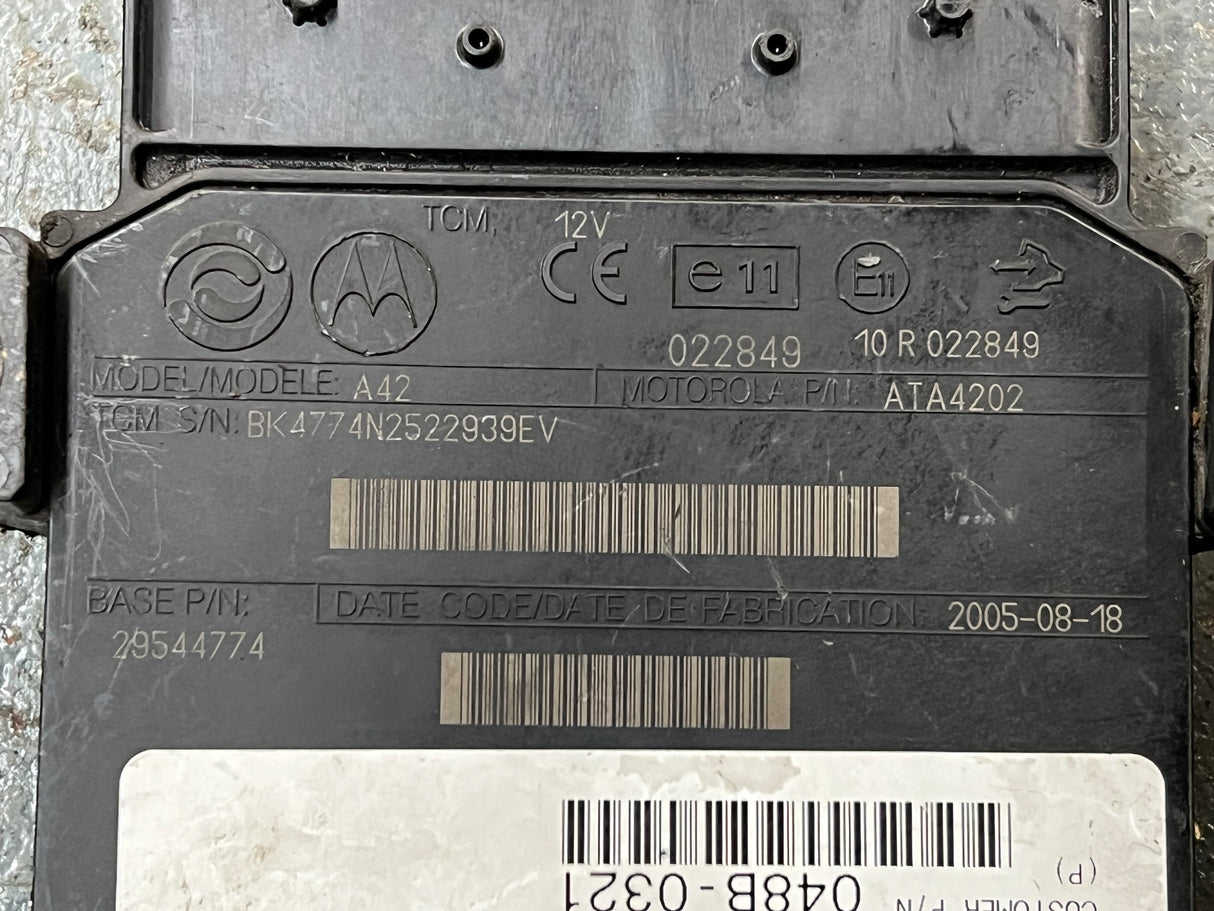 TCM, 12V
CE e 11 E11
022849 10 R 022849
MODEL/MODELE: A42 MOTOROLA P/N: ATA4202
TCM S/N: BK4774N2522939EV
BASE P/N: DATE CODE/DATE DE FABRICATION: 2005-08-18
29544774
CUSTOMER P/N
(P)
048B-0321